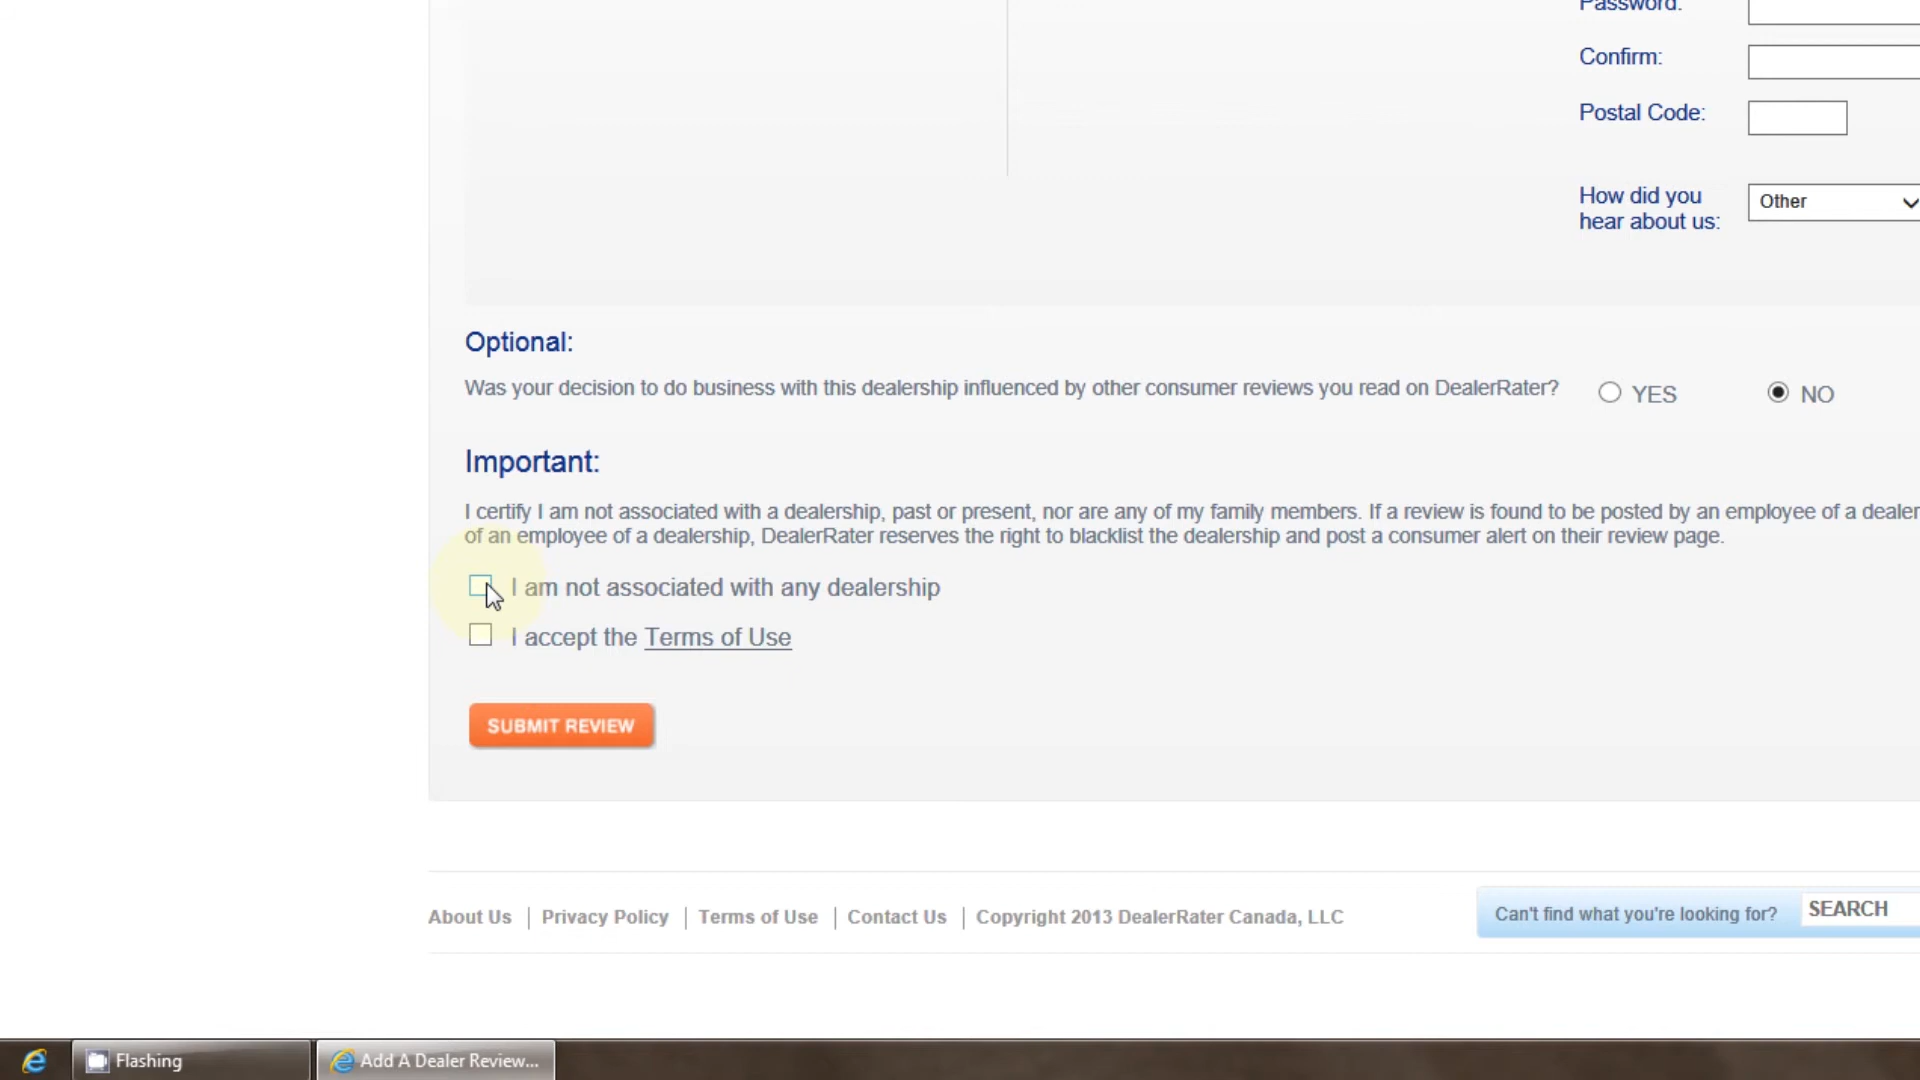 Password:
Confirm:
Postal Code:
How did you
hear about us:
Other
Optional:
Was your decision to do business with this dealership influenced by other consumer reviews you read on DealerRater?
YES
NO
Important:
I certify I am not associated with a dealership, past or present, nor are any of my family members. If a review is found to be posted by an employee of a dealer
of an employee of a dealership, DealerRater reserves the right to blacklist the dealership and post a consumer alert on their review page.
I am not associated with any dealership
I accept the Terms of Use
SUBMIT REVIEW
About Us | Privacy Policy | Terms of Use | Contact Us | Copyright 2013 DealerRater Canada, LLC
Can't find what you're looking for?
SEARCH
Flashing
Add A Dealer Review...